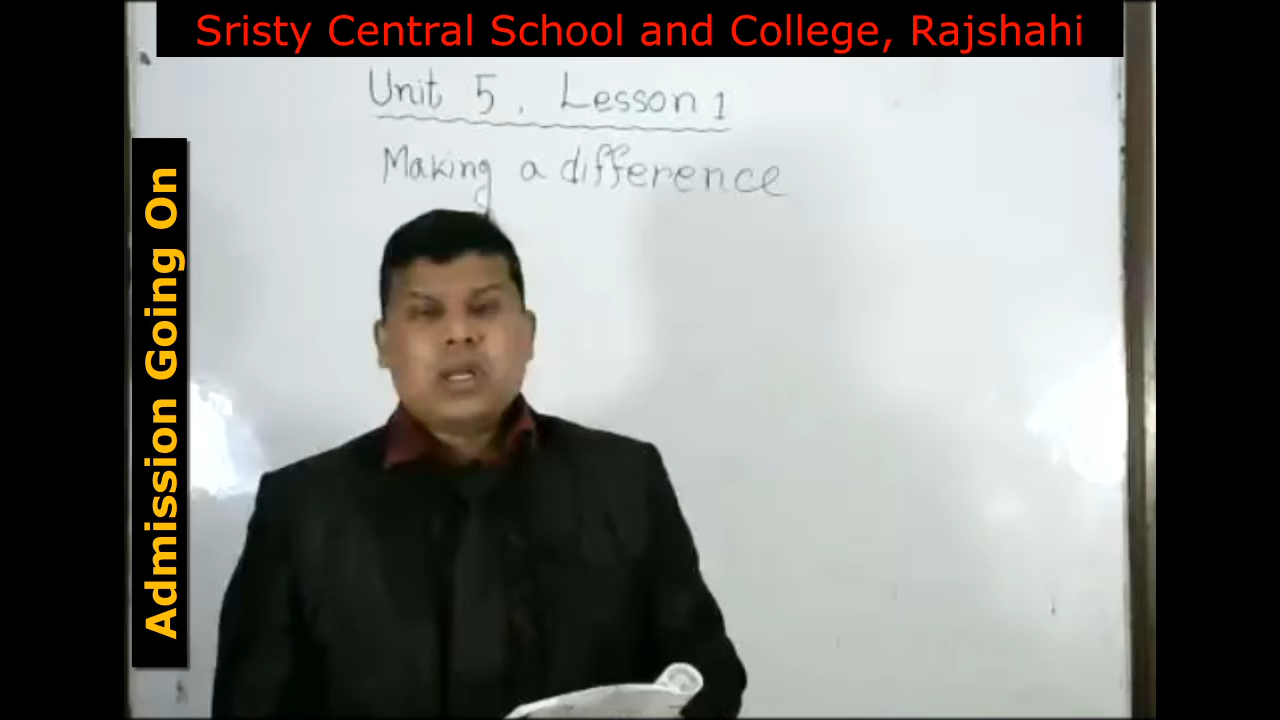 Sristy Central School and College, Rajshahi
Unit 5, Lesson 1
Making a difference
Admission Going On